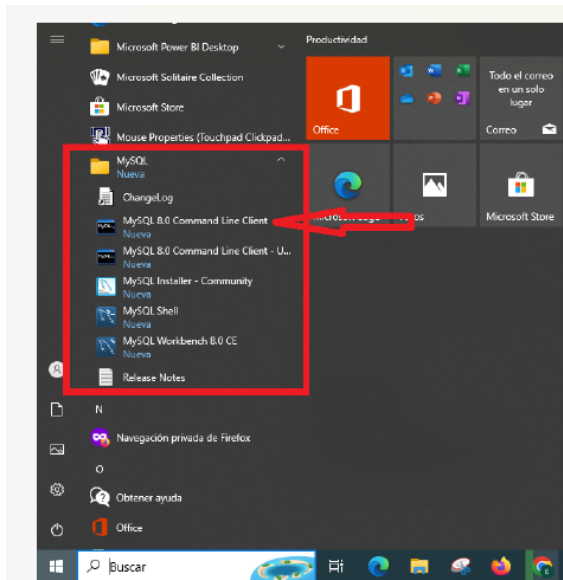 Microsoft Power BI Desktop
Microsoft Solitaire Collection
Microsoft Store
Mouse Properties (Touchpad Clickpad...
MySQL
Nueva
ChangeLog
MySQL 8.0 Command Line Client
Nueva
MySQL 8.0 Command Line Client - U...
Nueva
MySQL Installer - Community
Nueva
MySQL Shell
Nueva
MySQL Workbench 8.0 CE
Nueva
Release Notes
N
Navegación privada de Firefox
O
Obtener ayuda
Office
Buscar
Productividad
Office
Todo el correo
en un solo
lugar
Correo
Microsoft Store